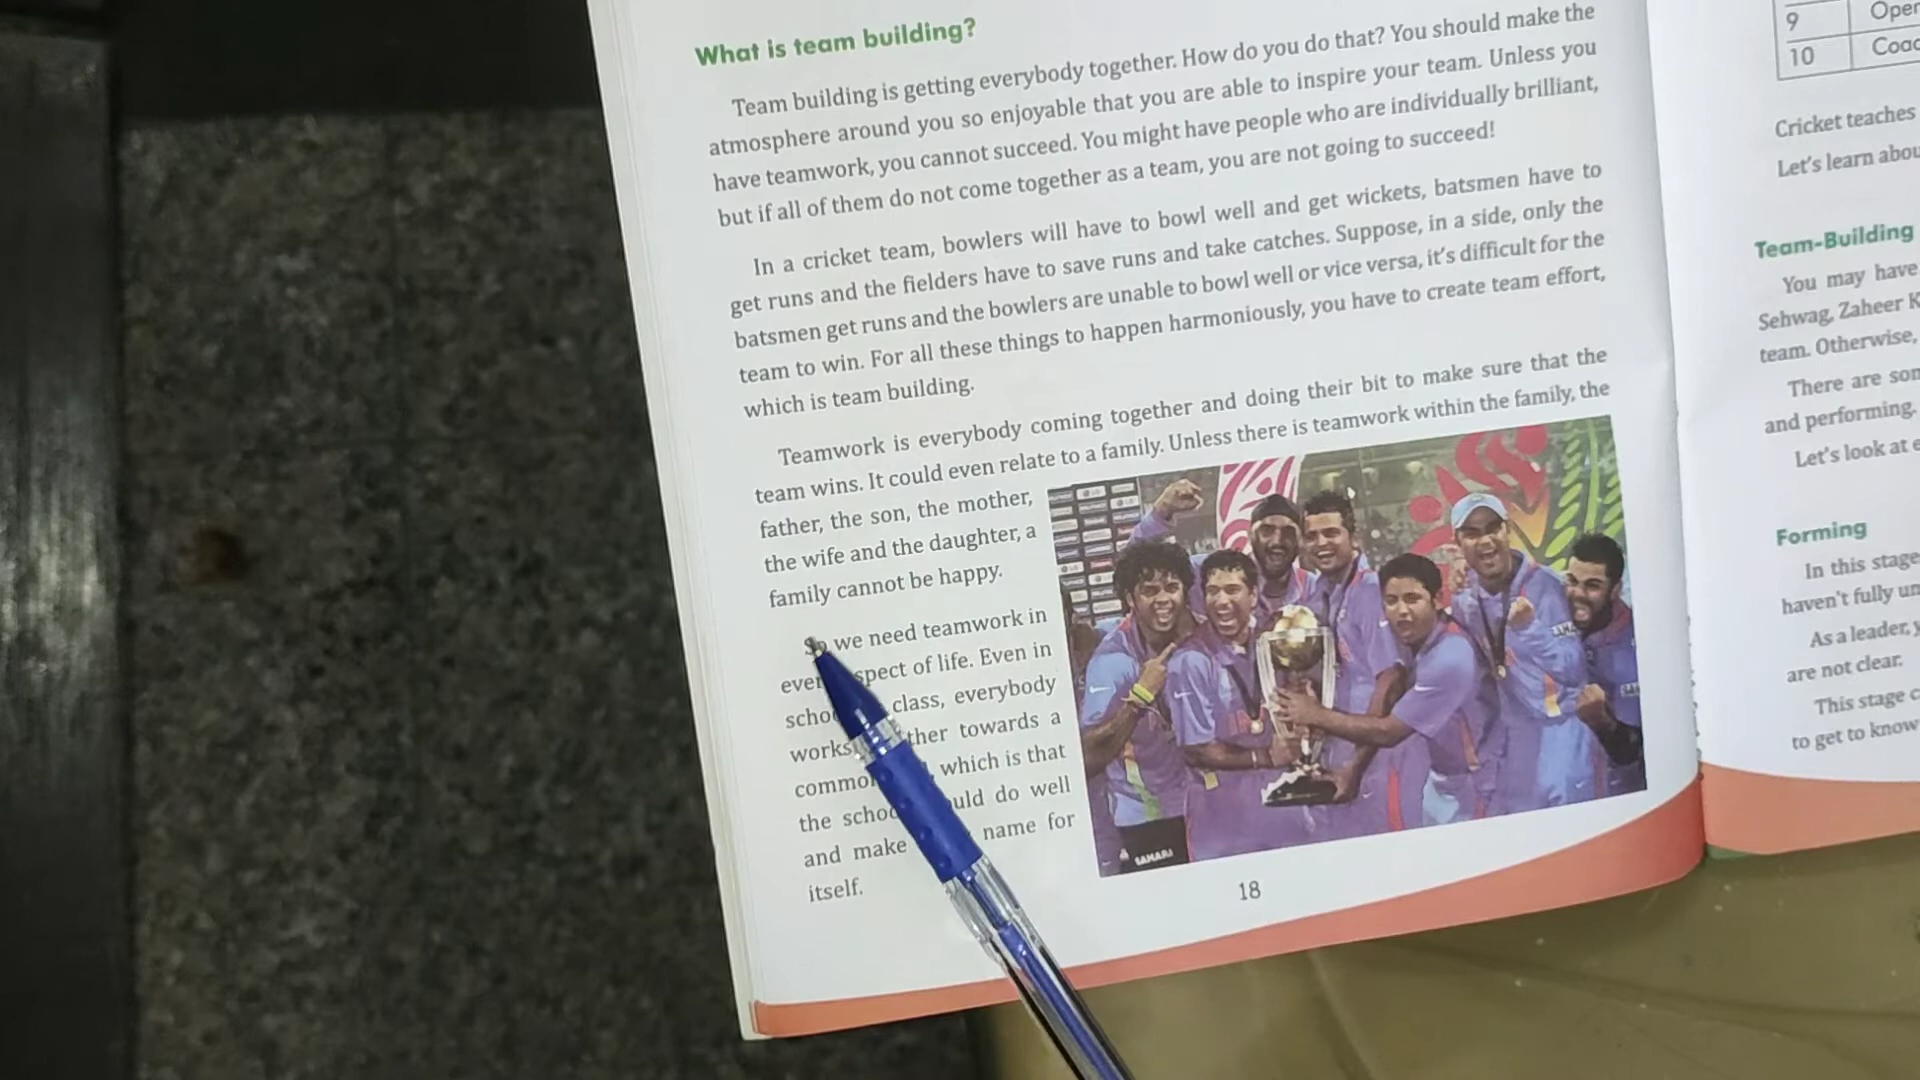 What is team building?
Team building is getting everybody together. How do you do that? You should make the
atmosphere around you so enjoyable that you are able to inspire your team. Unless you
have teamwork, you cannot succeed. You might have people who are individually brilliant,
but if all of them do not come together as a team, you are not going to succeed!
In a cricket team, bowlers will have to bowl well and get wickets, batsmen have to
get runs and the fielders have to save runs and take catches. Suppose, in a side, only the
batsmen get runs and the bowlers are unable to bowl well or vice versa, it's difficult for the
team to win. For all these things to happen harmoniously, you have to create team effort,
which is team building.
Teamwork is everybody coming together and doing their bit to make sure that the
team wins. It could even relate to a family. Unless there is teamwork within the family, the
father, the son, the mother,
the wife and the daughter, a
family cannot be happy.
So we need teamwork in
of life. Even in
class, everybody
works towards a
which is that
the do well
and make name for
itself.
SAHARA
18
9 Oper
10 Coac
Cricket teaches
Let's learn abou
Team-Building
You may have
Sehwag, Zaheer K
team. Otherwise,
There are son
and performing.
Let's look at e
Forming
In this stage
haven't fully un
As a leader, y
are not clear.
This stage c
to get to know